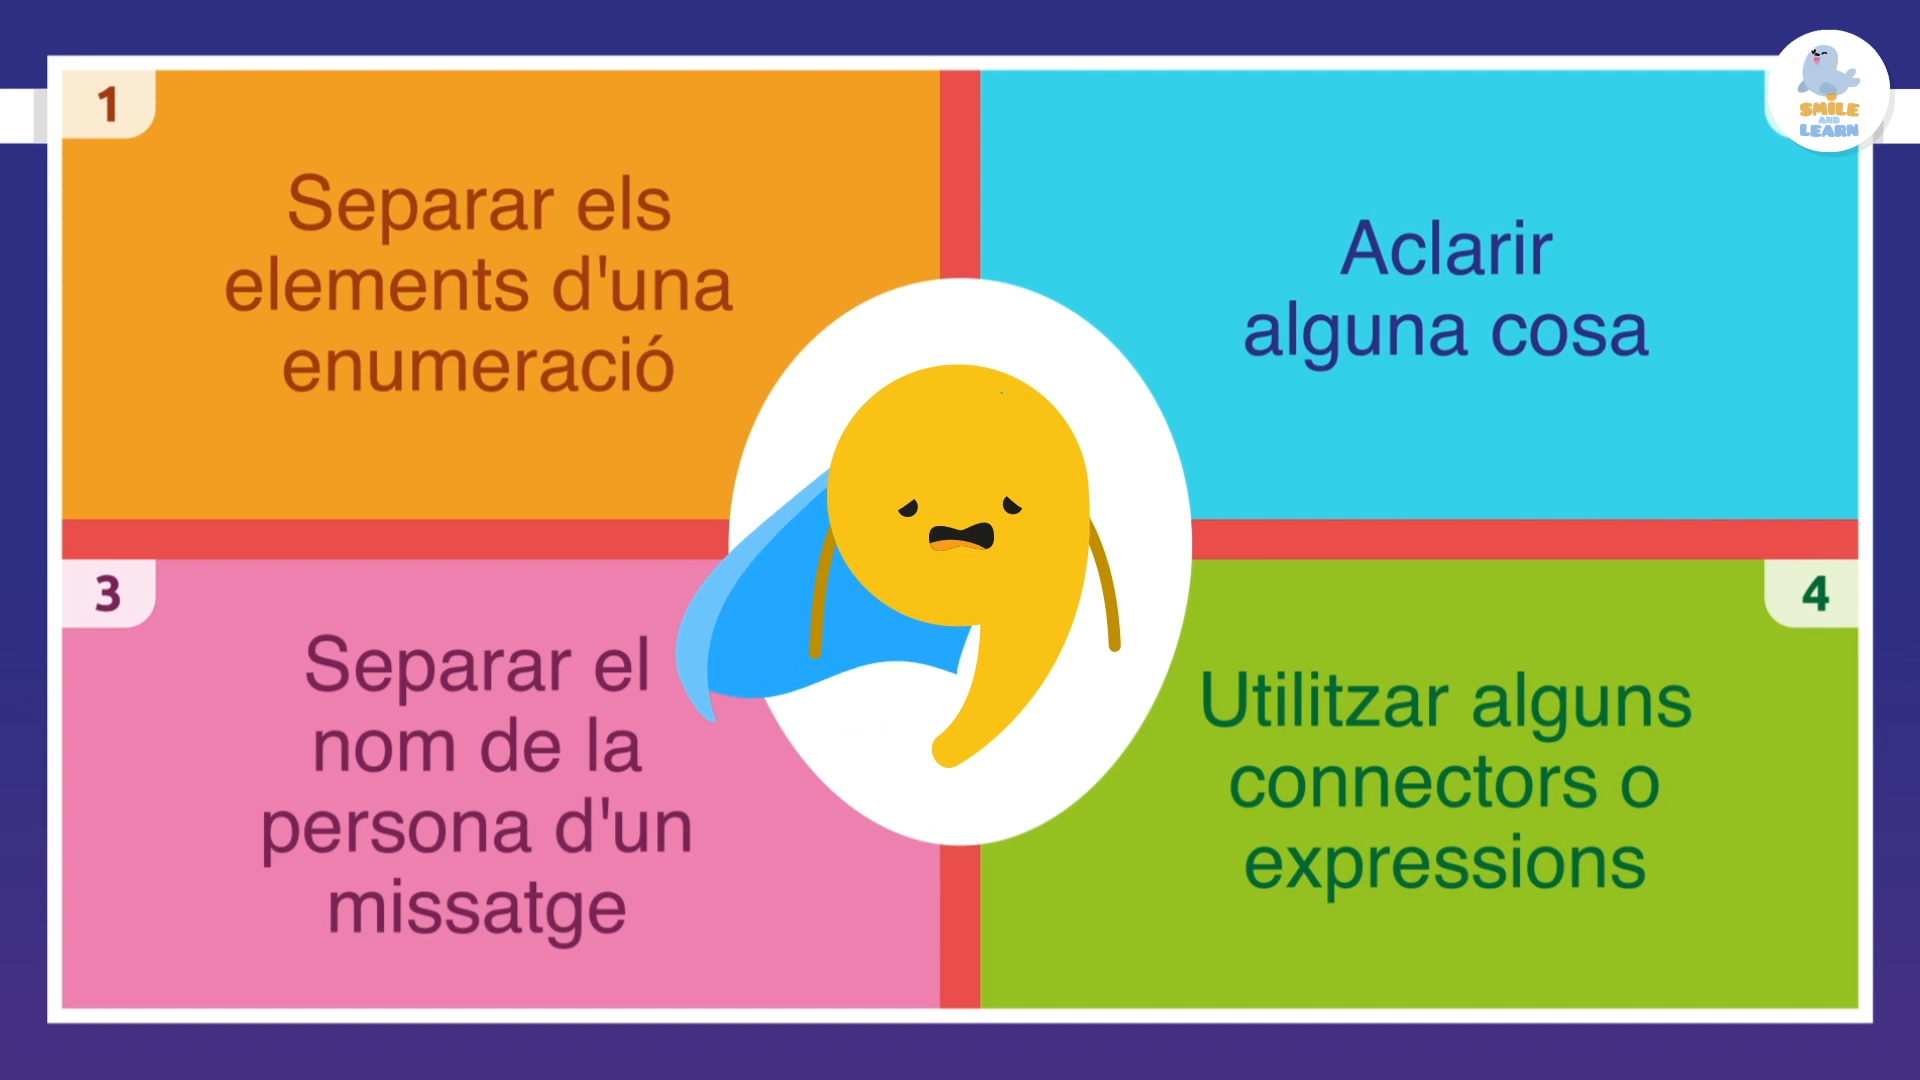 1
Separar els
elements d'una
enumeració
Aclarir
alguna cosa
SMILE
AND
LEARN
3
Separar el
nom de la
persona d'un
missatge
4
Utilitzar alguns
connectors o
expressions